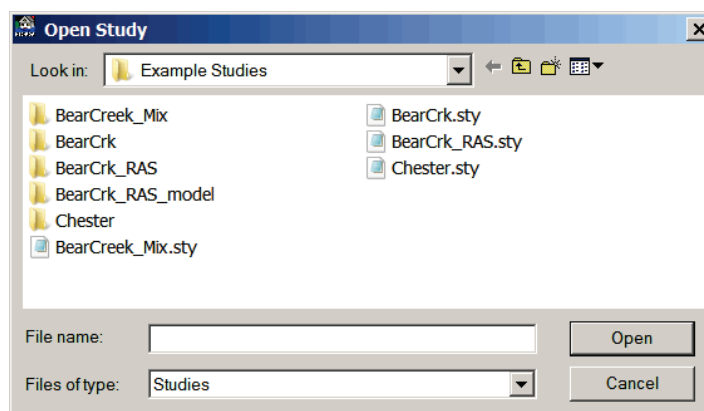 Open Study
Look in: Example Studies
BearCreek_Mix
BearCrk
BearCrk_RAS
BearCrk_RAS_model
Chester
BearCreek_Mix.sty
BearCrk.sty
BearCrk_RAS.sty
Chester.sty
File name:
Open
Files of type: Studies
Cancel